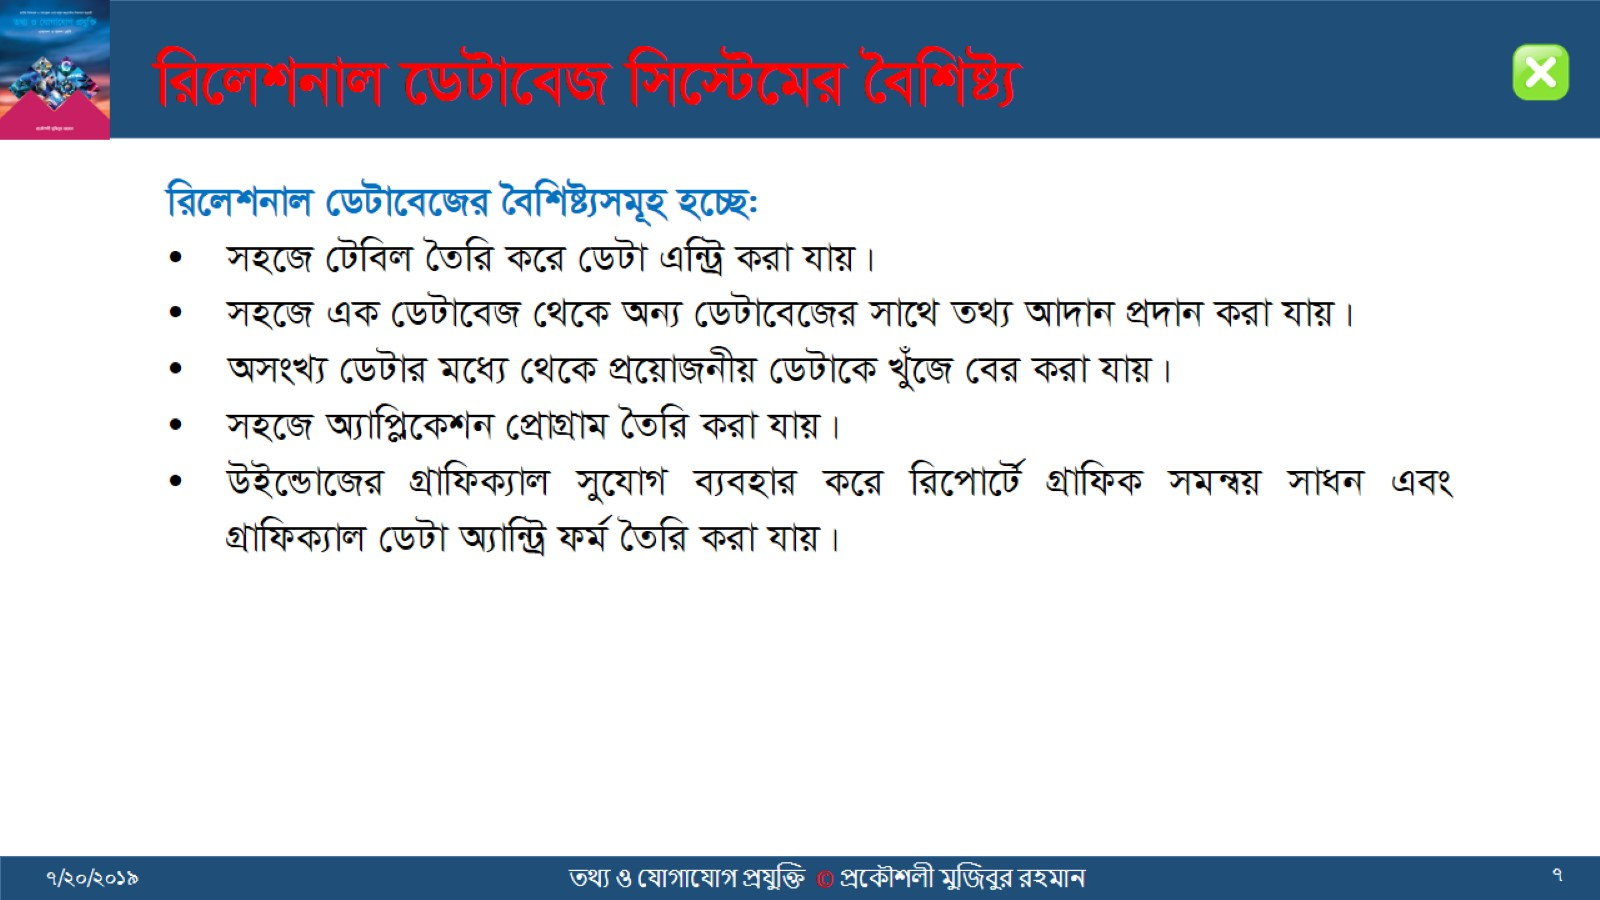 রিলেশনাল ডেটাবেজ সিস্টেমের বৈশিষ্ট্য
রিলেশনাল ডেটাবেজের বৈশিষ্ট্যসমূহ হচ্ছে:
• সহজে টেবিল তৈরি করে ডেটা এন্ট্রি করা যায়।
• সহজে এক ডেটাবেজ থেকে অন্য ডেটাবেজের সাথে তথ্য আদান প্রদান করা যায়।
• অসংখ্য ডেটার মধ্যে থেকে প্রয়োজনীয় ডেটাকে খুঁজে বের করা যায়।
• সহজে অ্যাপ্লিকেশন প্রোগ্রাম তৈরি করা যায়।
• উইন্ডোজের গ্রাফিক্যাল সুযোগ ব্যবহার করে রিপোর্টে গ্রাফিক সমন্বয় সাধন এবং
গ্রাফিক্যাল ডেটা অ্যান্ট্রি ফর্ম তৈরি করা যায়।
তথ্য ও যোগাযোগ প্রযুক্তি
৭/২০/২০১৯
তথ্য ও যোগাযোগ প্রযুক্তি © প্রকৌশলী মুজিবুর রহমান
৭